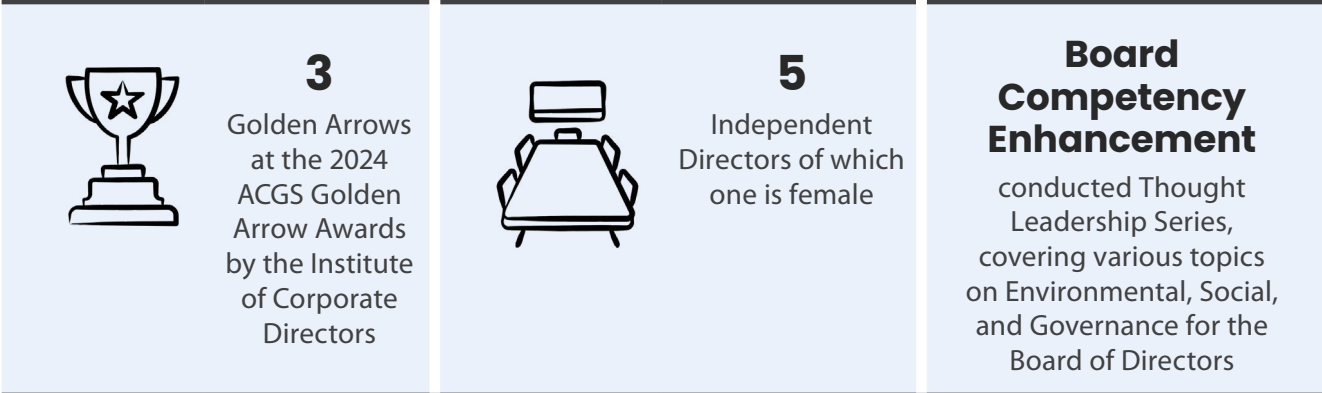 3
Golden Arrows
at the 2024
ACGS Golden
Arrow Awards
by the Institute
of Corporate
Directors
5
Independent
Directors of which
one is female
Board
Competency
Enhancement
conducted Thought
Leadership Series,
covering various topics
on Environmental, Social,
and Governance for the
Board of Directors